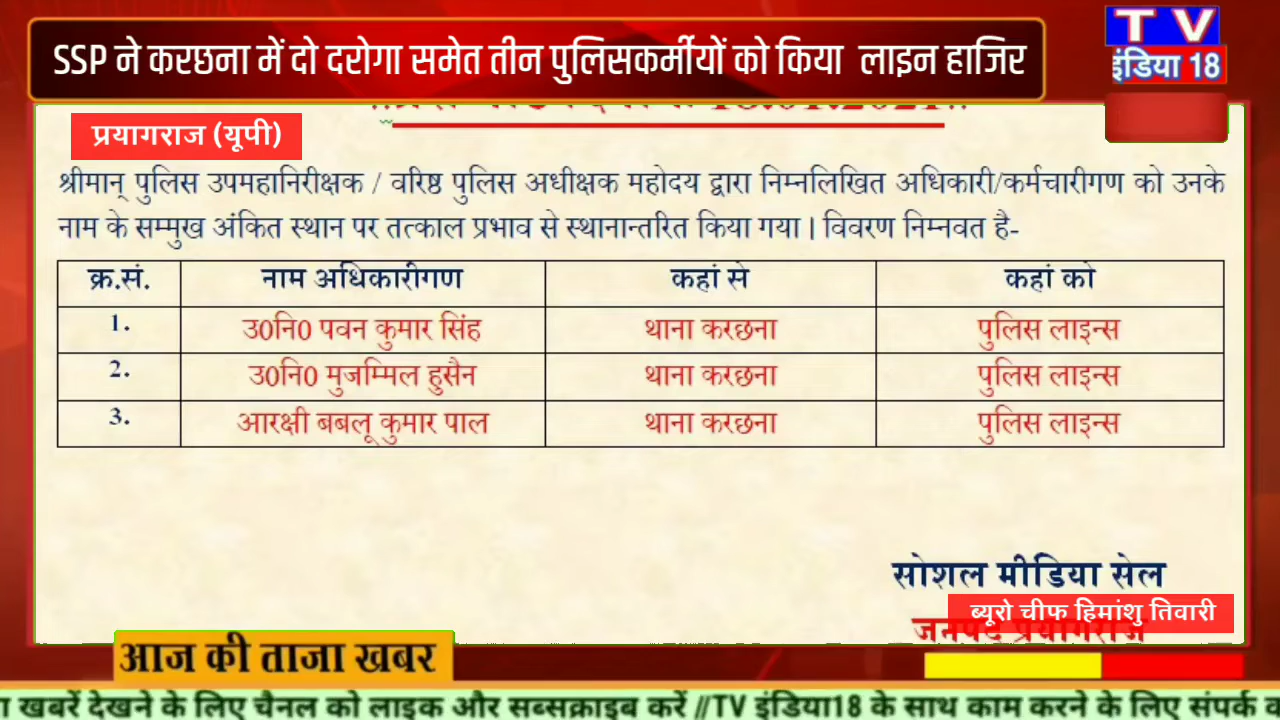 SSP ने करछना में दो दरोगा समेत तीन पुलिसकर्मीयों को किया लाइन हाजिर
TV
इंडिया 18
प्रयागराज (यूपी)
श्रीमान् पुलिस उपमहानिरीक्षक / वरिष्ठ पुलिस अधीक्षक महोदय द्वारा निम्नलिखित अधिकारी/कर्मचारीगण को उनके
नाम के सम्मुख अंकित स्थान पर तत्काल प्रभाव से स्थानान्तरित किया गया | विवरण निम्नवत है-
क्र.सं. नाम अधिकारीगण कहां से कहां को
1. उ0नि0 पवन कुमार सिंह थाना करछना पुलिस लाइन्स
2. उ0नि0 मुजम्मिल हुसैन थाना करछना पुलिस लाइन्स
3. आरक्षी बबलू कुमार पाल थाना करछना पुलिस लाइन्स
सोशल मीडिया सेल
ब्यूरो चीफ हिमांशु तिवारी
जनपद प्रयागराज
आज की ताजा खबर
खबरें देखने के लिए चैनल को लाइक और सब्सक्राइब करें //TV इंडिया18 के साथ काम करने के लिए संपर्क